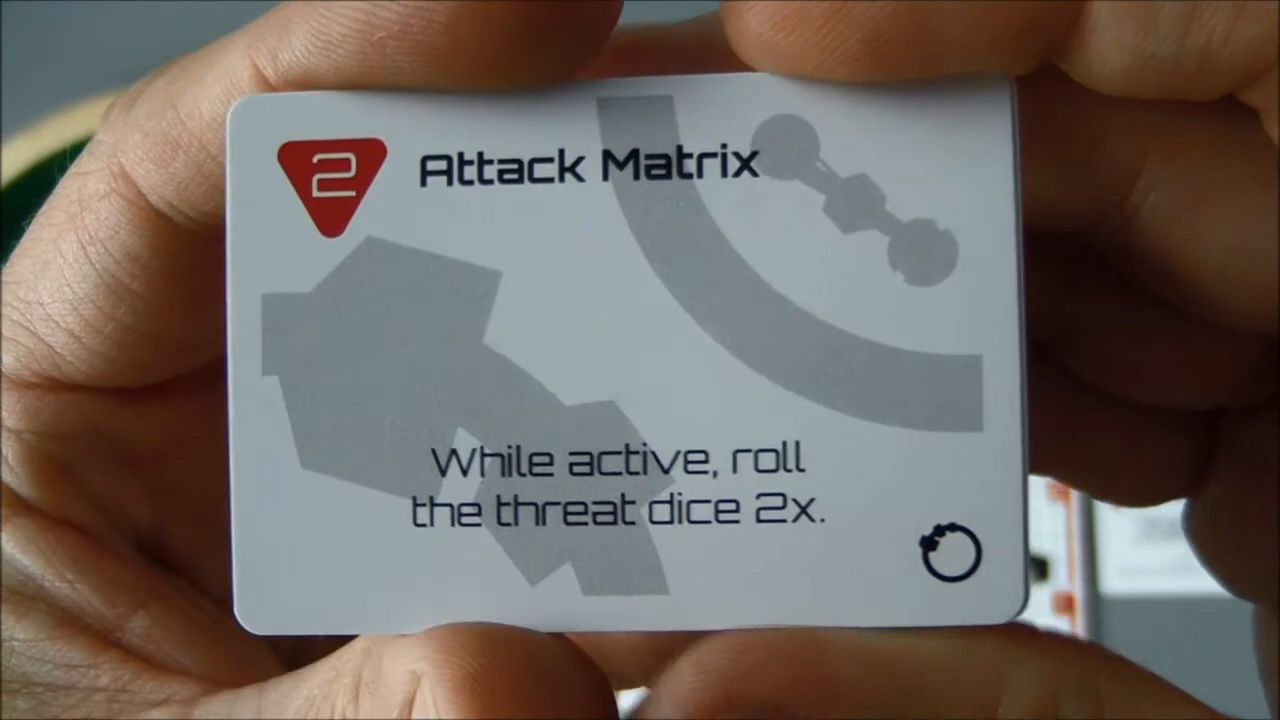 2 Attack Matrix
While active, roll
the threat dice 2x.